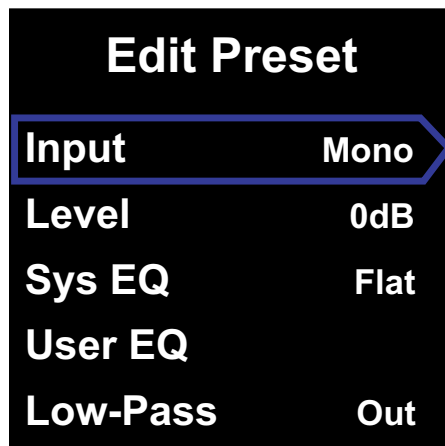 Edit Preset
Input Mono
Level 0dB
Sys EQ Flat
User EQ
Low-Pass Out